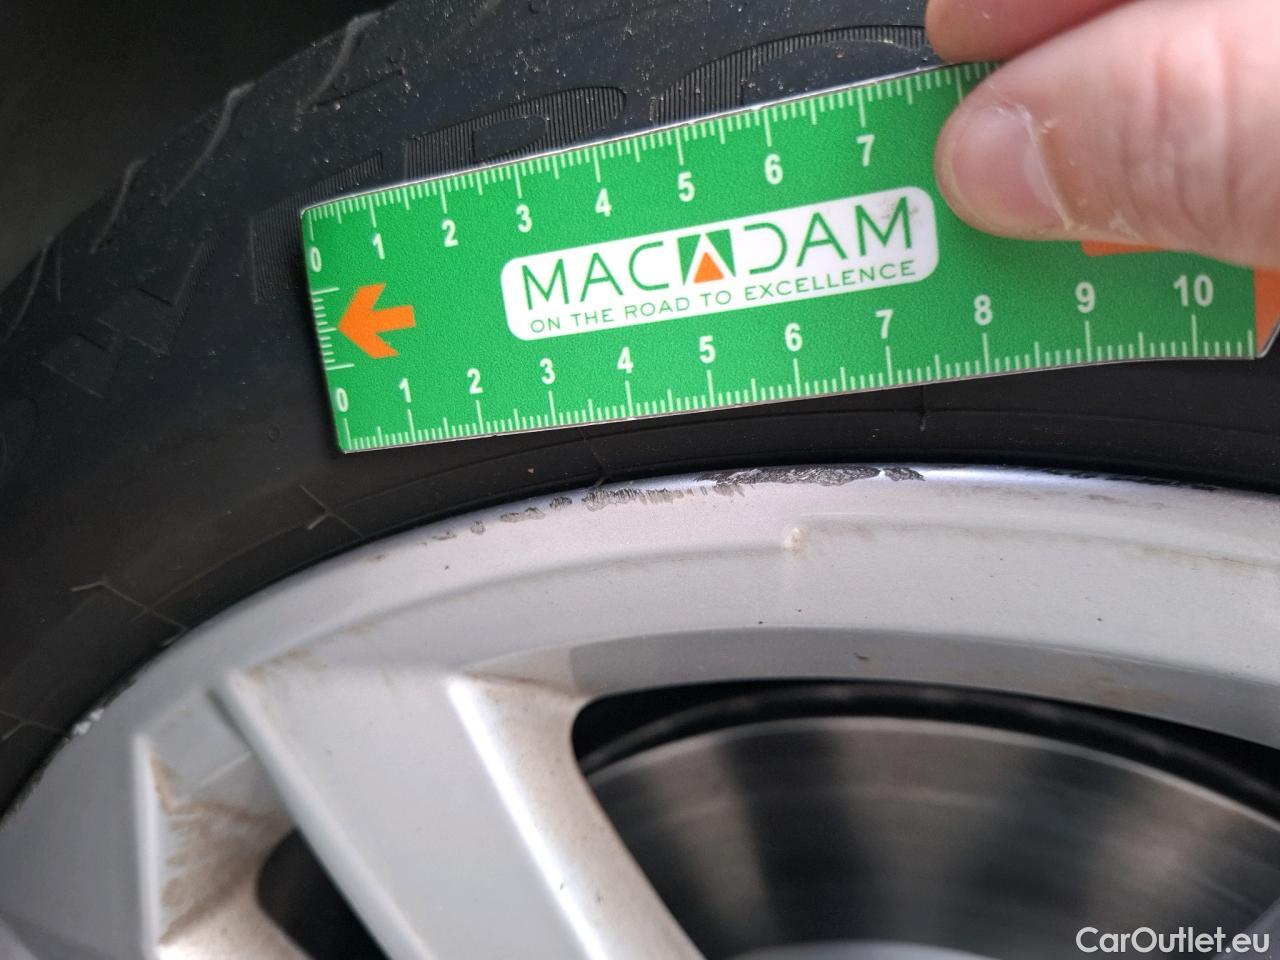 0 1 2 3 4 5 6 7
MACADAM
ON THE ROAD TO EXCELLENCE
0 1 2 3 4 5 6 7 8 9 10
CarOutlet.eu